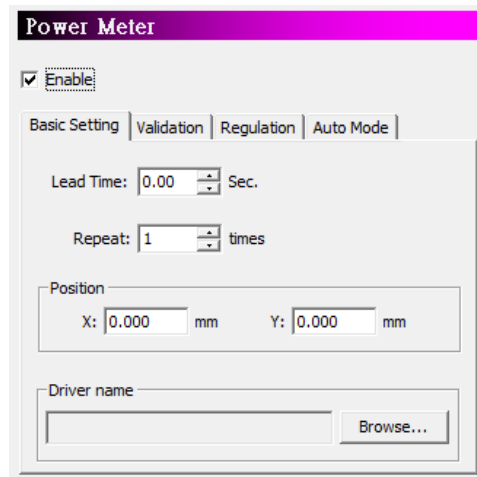 Power Meter
Enable
Basic Setting Validation Regulation Auto Mode
Lead Time: 0.00 Sec.
Repeat: 1 times
Position
X: 0.000 mm Y: 0.000 mm
Driver name
Browse...